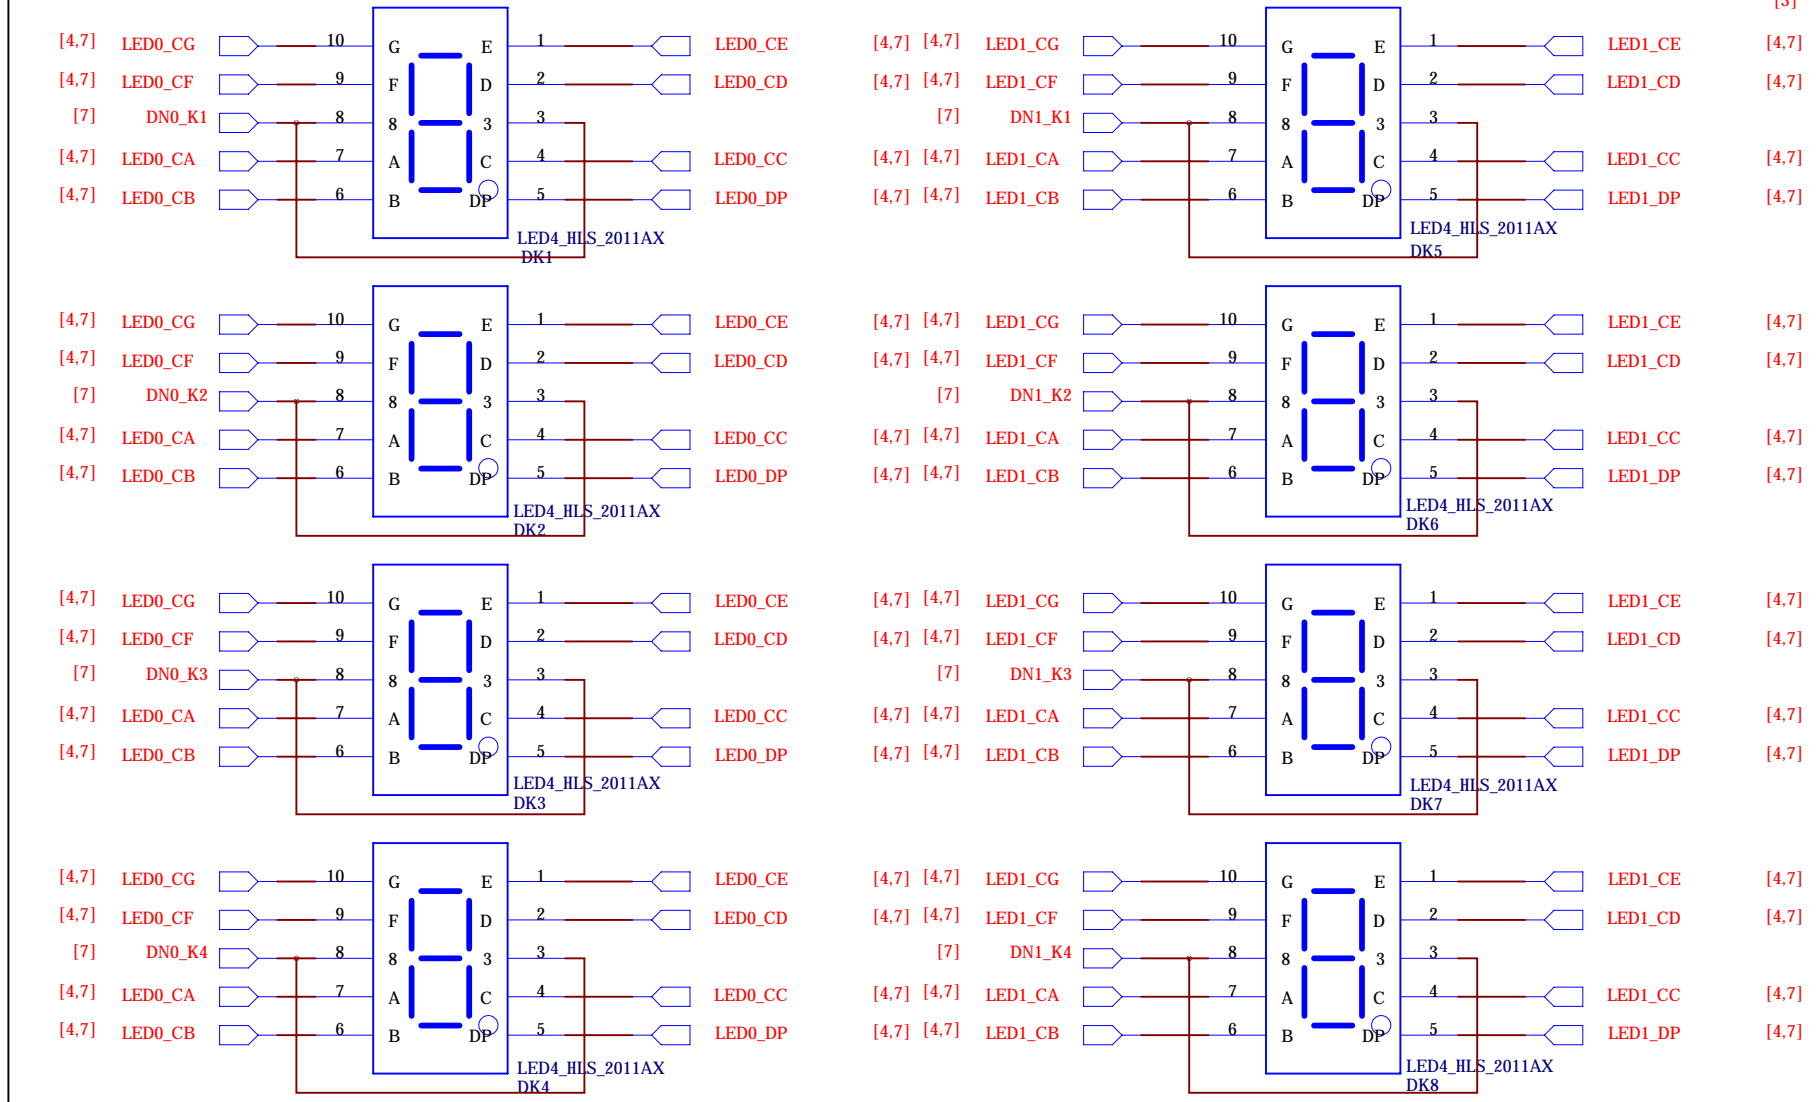 [3]
[4,7] LED0_CG 10 G E 1 LED0_CE [4,7] [4,7] LED1_CG 10 G E 1 LED1_CE [4,7]
[4,7] LED0_CF 9 F D 2 LED0_CD [4,7] [4,7] LED1_CF 9 F D 2 LED1_CD [4,7]
[7] DN0_K1 8 8 3 3 [7] DN1_K1 8 8 3 3
[4,7] LED0_CA 7 A C 4 LED0_CC [4,7] [4,7] LED1_CA 7 A C 4 LED1_CC [4,7]
[4,7] LED0_CB 6 B DP 5 LED0_DP [4,7] [4,7] LED1_CB 6 B DP 5 LED1_DP [4,7]
LED4_HLS_2011AX LED4_HLS_2011AX
DK1 DK5
[4,7] LED0_CG 10 G E 1 LED0_CE [4,7] [4,7] LED1_CG 10 G E 1 LED1_CE [4,7]
[4,7] LED0_CF 9 F D 2 LED0_CD [4,7] [4,7] LED1_CF 9 F D 2 LED1_CD [4,7]
[7] DN0_K2 8 8 3 3 [7] DN1_K2 8 8 3 3
[4,7] LED0_CA 7 A C 4 LED0_CC [4,7] [4,7] LED1_CA 7 A C 4 LED1_CC [4,7]
[4,7] LED0_CB 6 B DP 5 LED0_DP [4,7] [4,7] LED1_CB 6 B DP 5 LED1_DP [4,7]
LED4_HLS_2011AX LED4_HLS_2011AX
DK2 DK6
[4,7] LED0_CG 10 G E 1 LED0_CE [4,7] [4,7] LED1_CG 10 G E 1 LED1_CE [4,7]
[4,7] LED0_CF 9 F D 2 LED0_CD [4,7] [4,7] LED1_CF 9 F D 2 LED1_CD [4,7]
[7] DN0_K3 8 8 3 3 [7] DN1_K3 8 8 3 3
[4,7] LED0_CA 7 A C 4 LED0_CC [4,7] [4,7] LED1_CA 7 A C 4 LED1_CC [4,7]
[4,7] LED0_CB 6 B DP 5 LED0_DP [4,7] [4,7] LED1_CB 6 B DP 5 LED1_DP [4,7]
LED4_HLS_2011AX LED4_HLS_2011AX
DK3 DK7
[4,7] LED0_CG 10 G E 1 LED0_CE [4,7] [4,7] LED1_CG 10 G E 1 LED1_CE [4,7]
[4,7] LED0_CF 9 F D 2 LED0_CD [4,7] [4,7] LED1_CF 9 F D 2 LED1_CD [4,7]
[7] DN0_K4 8 8 3 3 [7] DN1_K4 8 8 3 3
[4,7] LED0_CA 7 A C 4 LED0_CC [4,7] [4,7] LED1_CA 7 A C 4 LED1_CC [4,7]
[4,7] LED0_CB 6 B DP 5 LED0_DP [4,7] [4,7] LED1_CB 6 B DP 5 LED1_DP [4,7]
LED4_HLS_2011AX LED4_HLS_2011AX
DK4 DK8